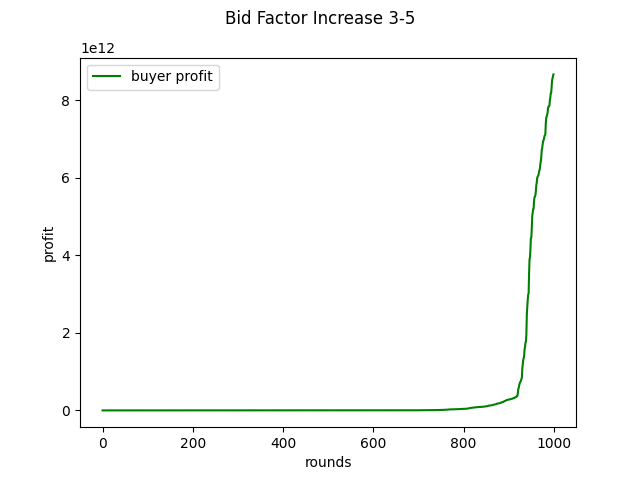 Bid Factor Increase 3-5
1e12
buyer profit
8
6
4
2
0
profit
0 200 400 600 800 1000
rounds